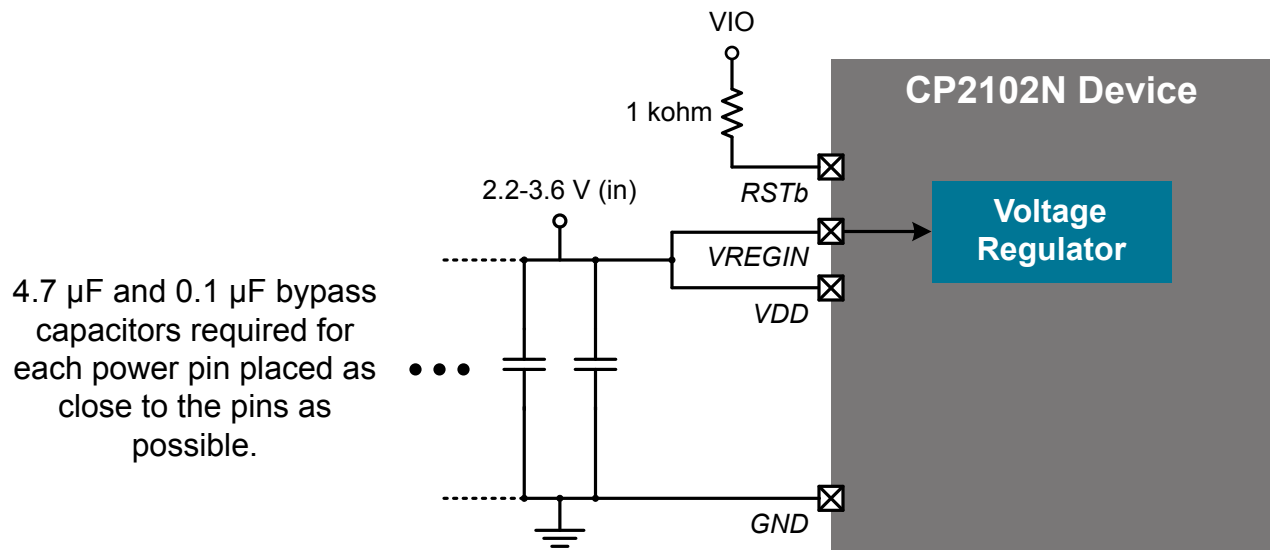 VIO
CP2102N Device
1 kohm
RSTb
2.2-3.6 V (in)
Voltage
Regulator
VREGIN
VDD
4.7 µF and 0.1 µF bypass
capacitors required for
each power pin placed as
close to the pins as
possible.
GND